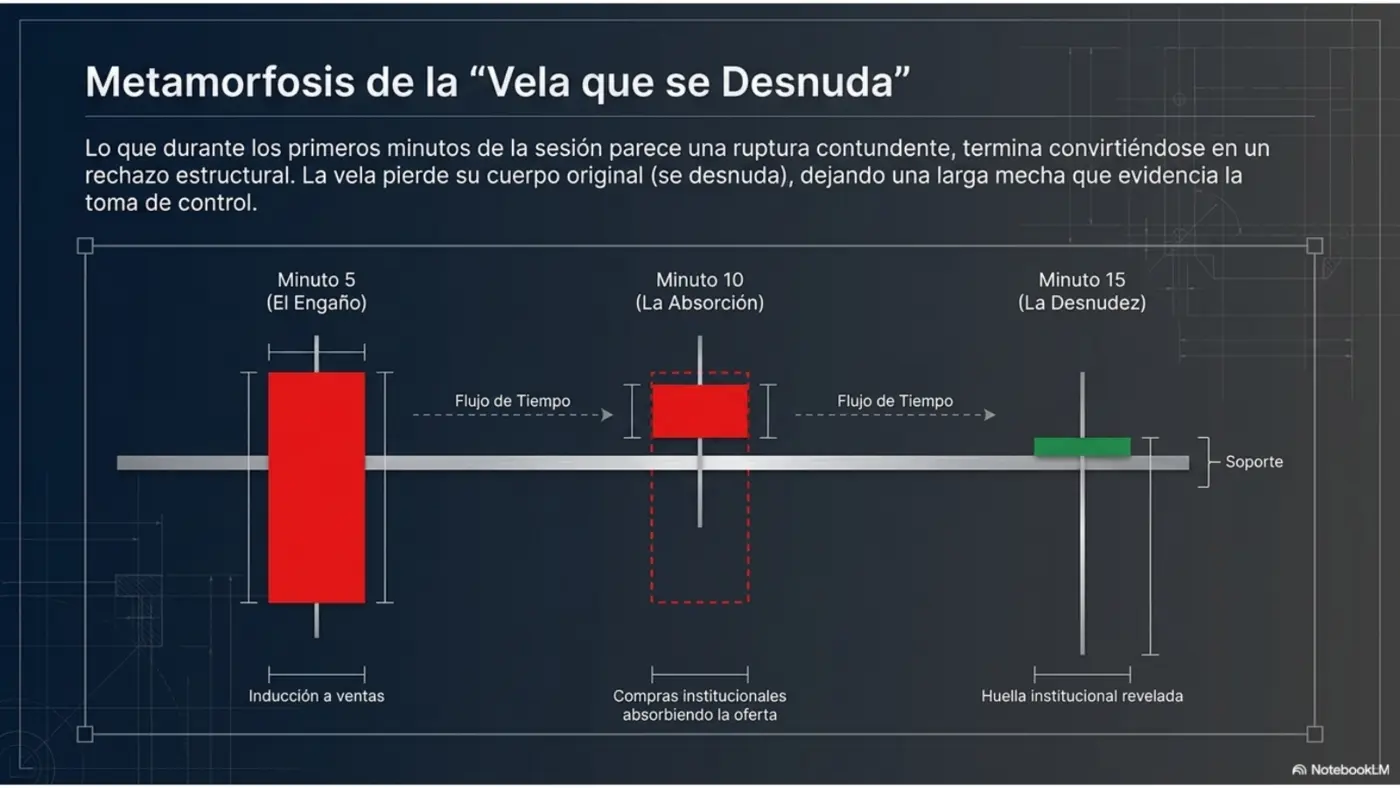 Metamorfosis de la “Vela que se Desnuda”
Lo que durante los primeros minutos de la sesión parece una ruptura contundente, termina convirtiéndose en un
rechazo estructural. La vela pierde su cuerpo original (se desnuda), dejando una larga mecha que evidencia la
toma de control.
Minuto 5
(El Engaño)
Minuto 10
(La Absorción)
Minuto 15
(La Desnudez)
Flujo de Tiempo
Flujo de Tiempo
Soporte
Inducción a ventas
Compras institucionales
absorbiendo la oferta
Huella institucional revelada
NotebookLM